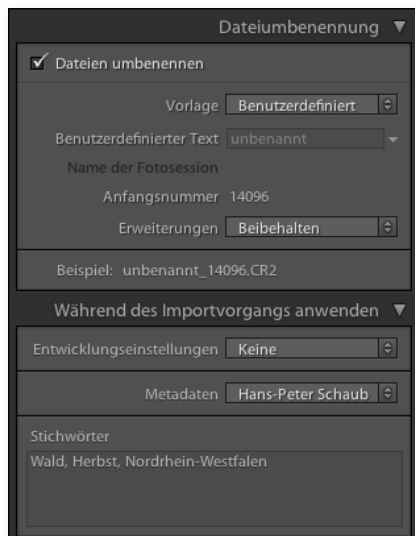 Dateiumbenennung
Dateien umbenennen
Vorlage Benutzerdefiniert
Benutzerdefinierter Text unbenannt
Name der Fotosession
Anfangsnummer 14096
Erweiterungen Beibehalten
Beispiel: unbenannt_14096.CR2
Während des Importvorgangs anwenden
Entwicklungseinstellungen Keine
Metadaten Hans-Peter Schaub
Stichwörter
Wald, Herbst, Nordrhein-Westfalen